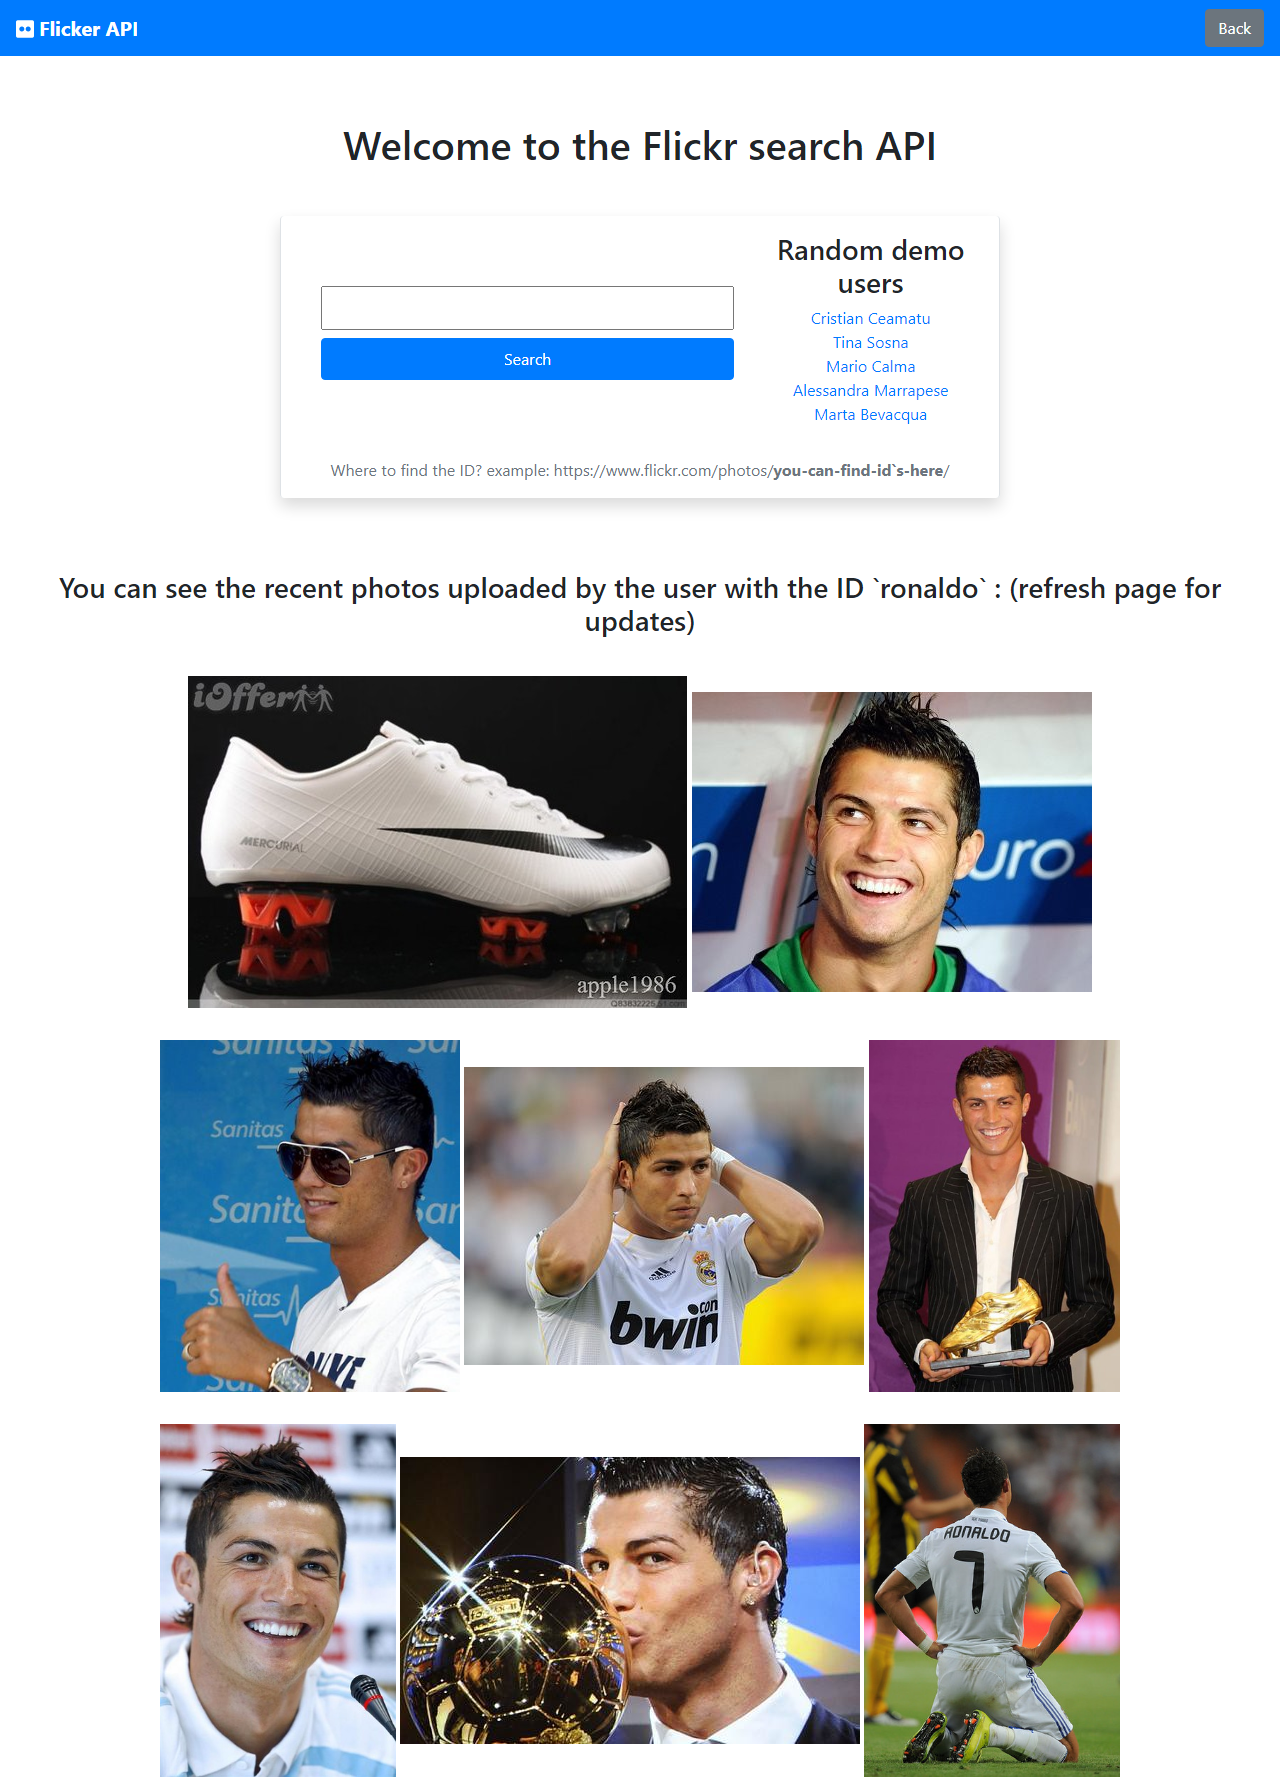 Flicker API
Back
Welcome to the Flickr search API
Random demo
users
Cristian Ceamatu
Tina Sosna
Mario Calma
Alessandra Marrapese
Marta Bevacqua
Search
Where to find the ID? example: https://www.flickr.com/photos/you-can-find-id`s-here/
You can see the recent photos uploaded by the user with the ID `ronaldo` : (refresh page for
updates)
iOffer
MERCURIAL
apple1986
uro
Sanitas
Sanitas
Sanitas
Sanitas
adidas
bwin
.com
RONALDO
7